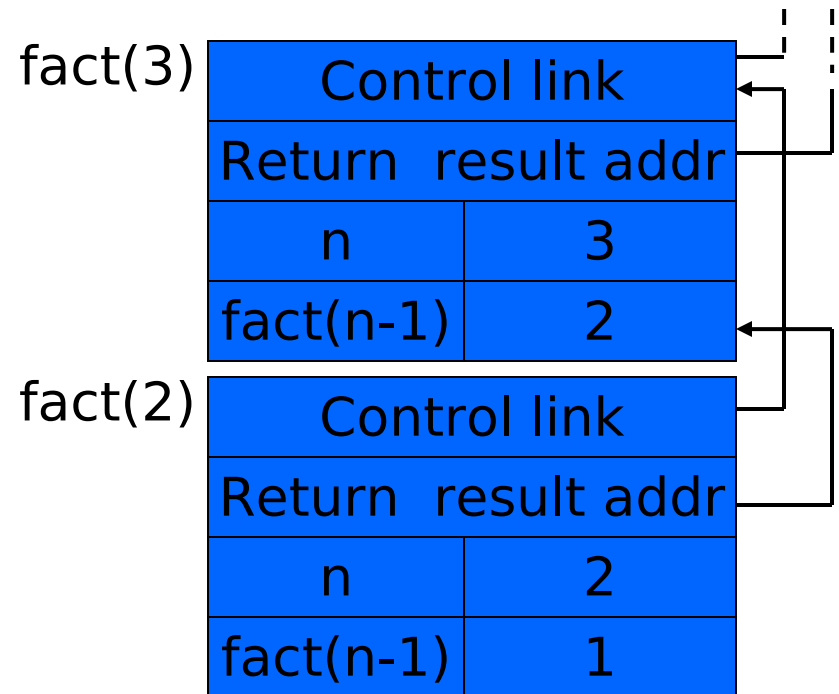 fact(3)
Control link
Return result addr
n 3
fact(n-1) 2
fact(2)
Control link
Return result addr
n 2
fact(n-1) 1